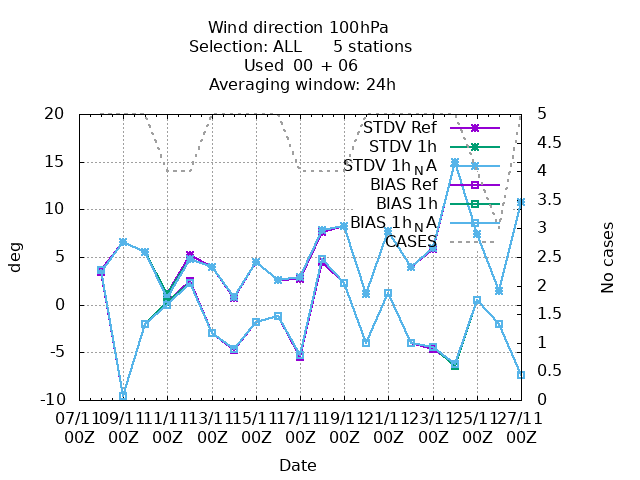 Wind direction 100hPa
Selection: ALL 5 stations
Used 00 + 06
Averaging window: 24h
20
15
10
5
0
-5
-10
deg
5
4.5
4
3.5
3
2.5
2
1.5
1
0.5
0
No cases
STDV Ref
STDV 1h
STDV 1h_NA
BIAS Ref
BIAS 1h
BIAS 1h_NA
CASES
07/11 09/11 11/11 13/11 15/11 17/11 19/11 21/11 23/11 25/11 27/11
00Z 00Z 00Z 00Z 00Z 00Z 00Z 00Z 00Z 00Z 00Z
Date